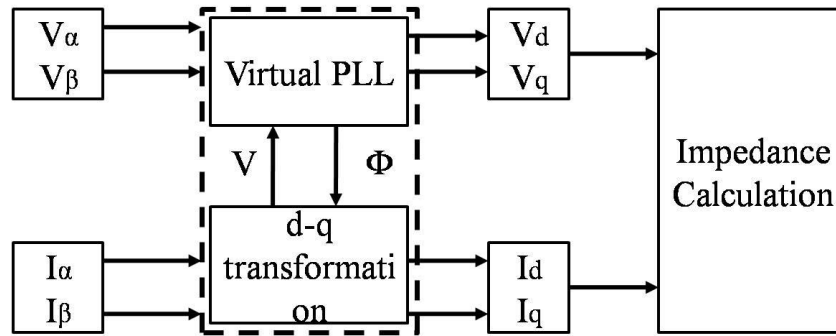 Vα
Vβ
Virtual PLL
Vd
Vq
V
Φ
Impedance
Calculation
Iα
Iβ
d-q
transformati
on
Id
Iq